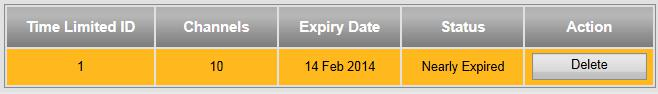 Time Limited ID Channels Expiry Date Status Action
1 10 14 Feb 2014 Nearly Expired Delete